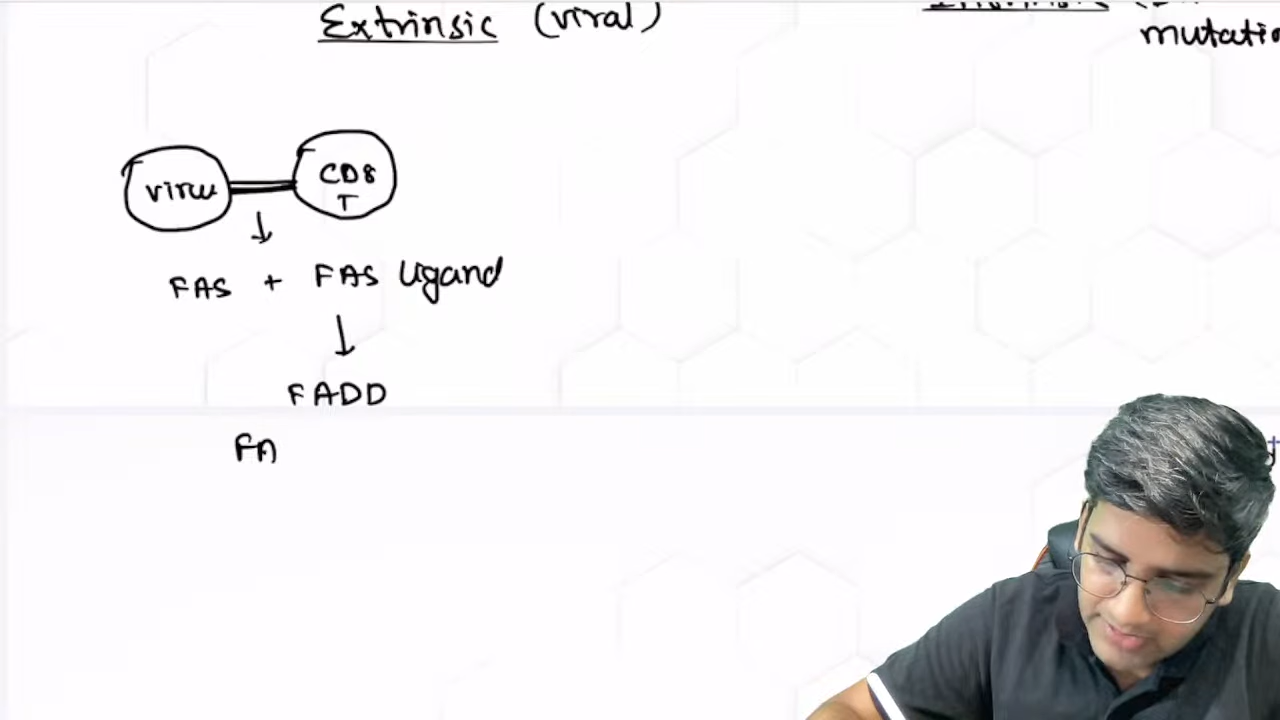 Extrinsic (viral)
mutatio
virus CD8
T
FAS + FAS ligand
FADD
FA